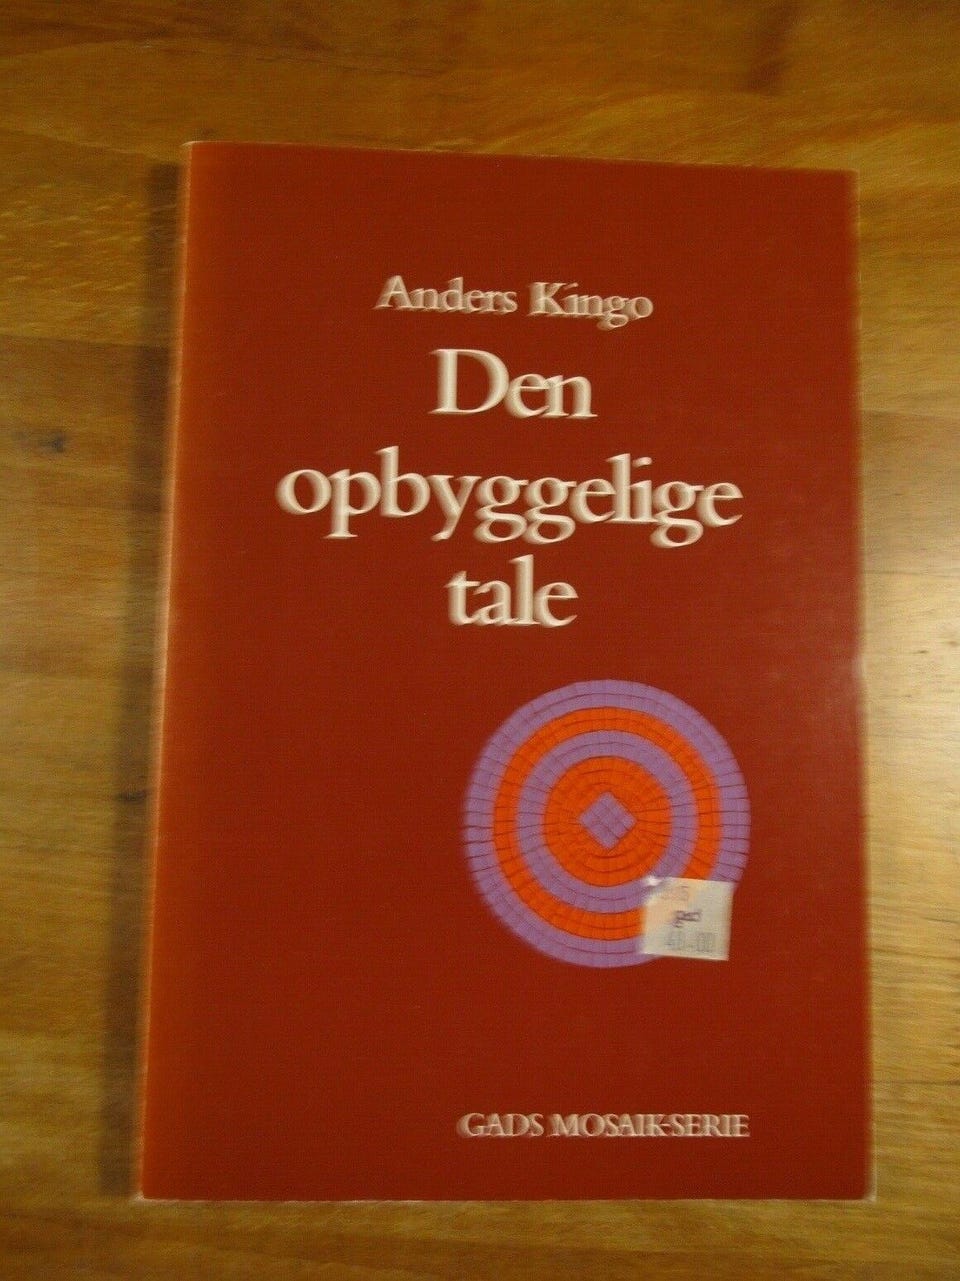 Anders Kingo
Den
opbyggelige
tale
GADS MOSAIK-SERIE